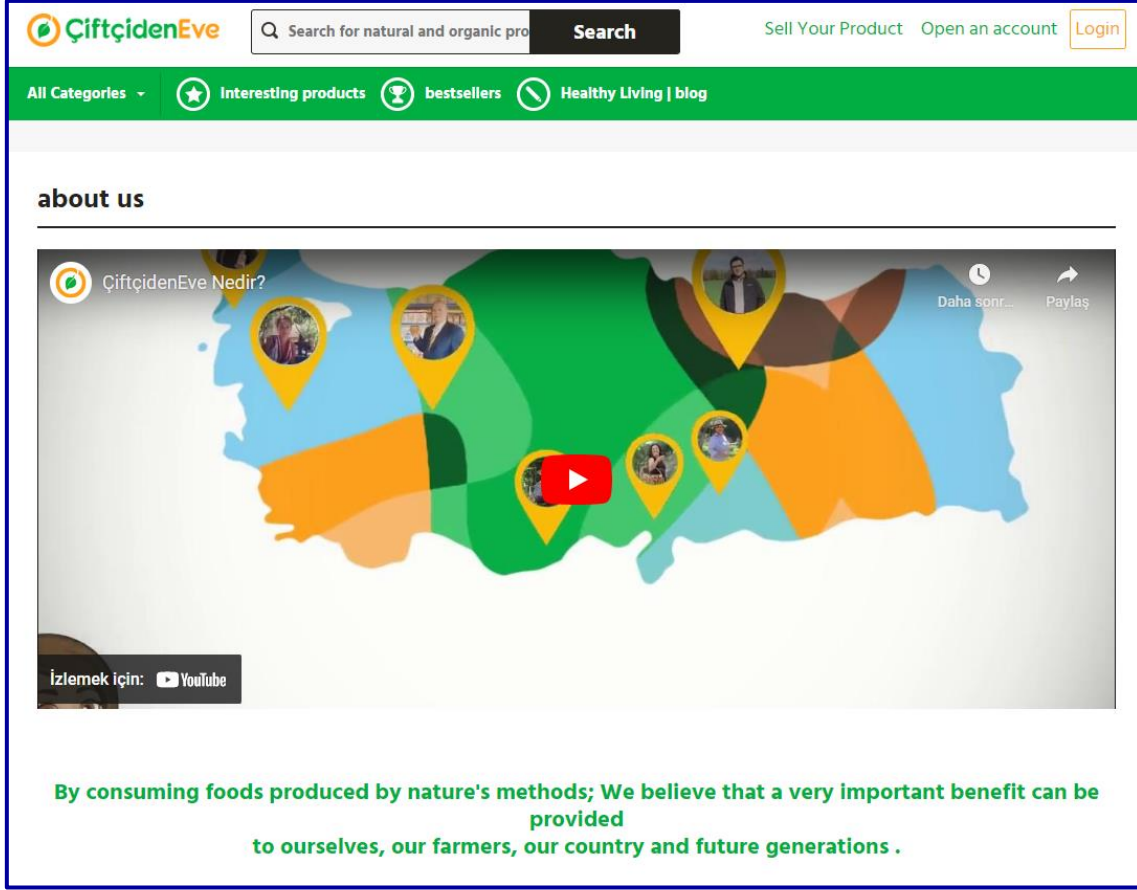 ÇiftçidenEve
Search for natural and organic pro
Search
Sell Your Product
Open an account
Login
All Categories
Interesting products
bestsellers
Healthy Living | blog
about us
ÇiftçidenEve Nedir?
Daha sonr...
Paylaş
İzlemek için:
YouTube
By consuming foods produced by nature's methods; We believe that a very important benefit can be
provided
to ourselves, our farmers, our country and future generations .